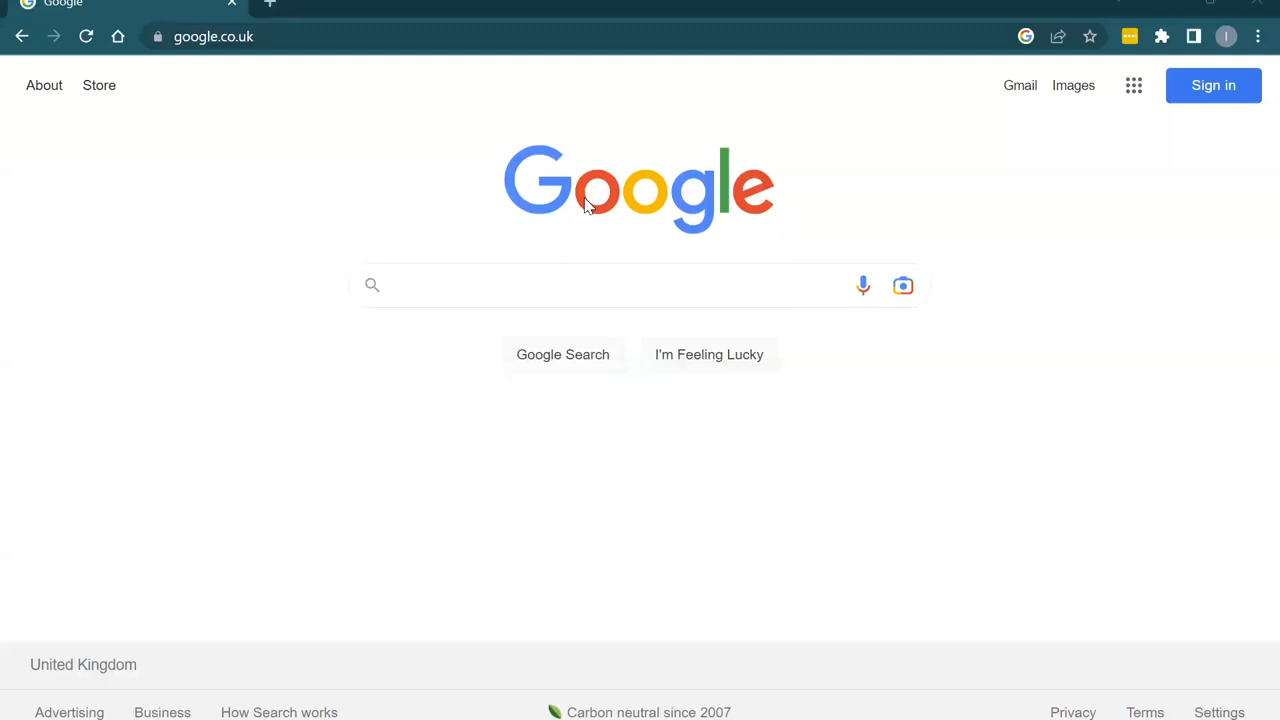 Google
google.co.uk
I
About Store
Gmail Images
Sign in
Google
Google Search I'm Feeling Lucky
United Kingdom
Advertising Business How Search works
Carbon neutral since 2007
Privacy Terms Settings